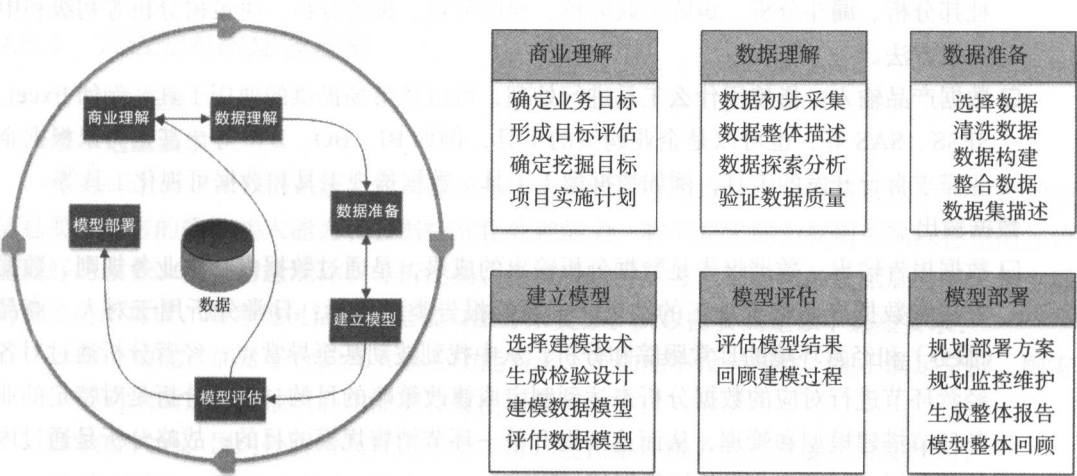 商业理解
数据理解
数据准备
模型部署
数据
建立模型
模型评估
商业理解
确定业务目标
形成目标评估
确定挖掘目标
项目实施计划
数据理解
数据初步采集
数据整体描述
数据探索分析
验证数据质量
数据准备
选择数据
清洗数据
数据构建
整合数据
数据集描述
建立模型
选择建模技术
生成检验设计
建模数据模型
评估数据模型
模型评估
评估模型结果
回顾建模过程
模型部署
规划部署方案
规划监控维护
生成整体报告
模型整体回顾